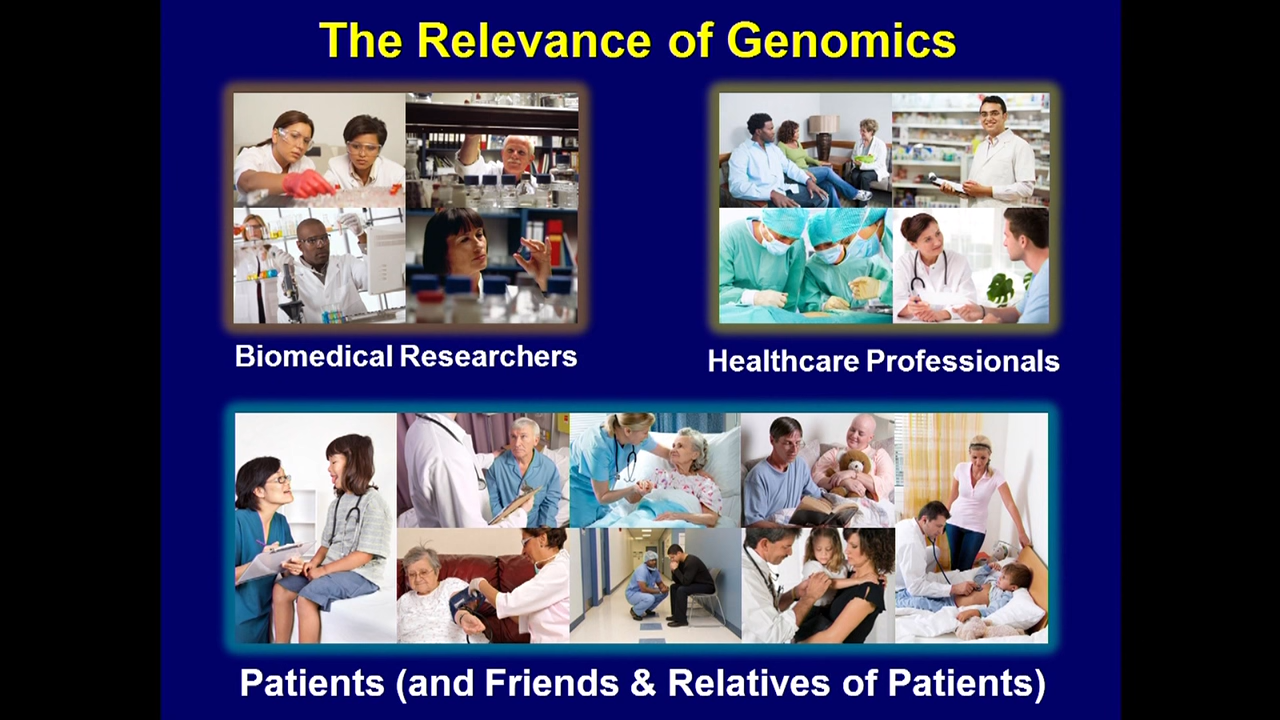 The Relevance of Genomics
Biomedical Researchers
Healthcare Professionals
Patients (and Friends & Relatives of Patients)